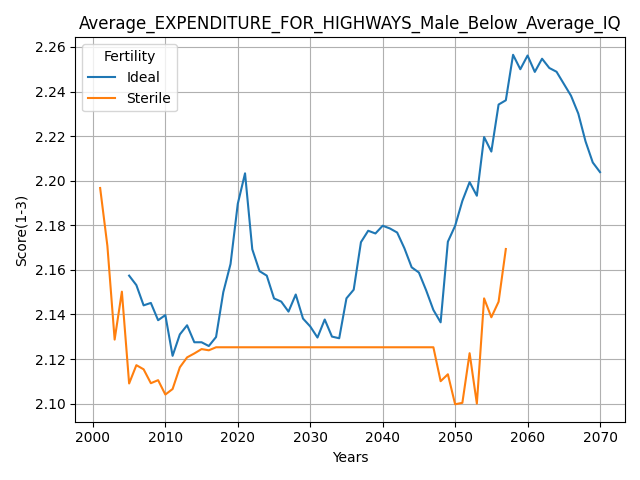 Average_EXPENDITURE_FOR_HIGHWAYS_Male_Below_Average_IQ
2.26
2.24
2.22
2.20
2.18
2.16
2.14
2.12
2.10
Score(1-3)
Fertility
Ideal
Sterile
2000 2010 2020 2030 2040 2050 2060 2070
Years